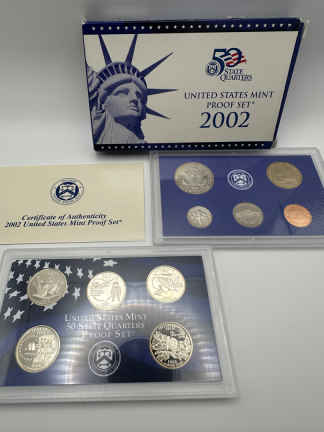 50
STATE
QUARTERS
UNITED STATES MINT
PROOF SET®
2002
Certificate of Authenticity
2002 United States Mint Proof Set®
UNITED STATES MINT
50 STATE QUARTERS
PROOF SET™